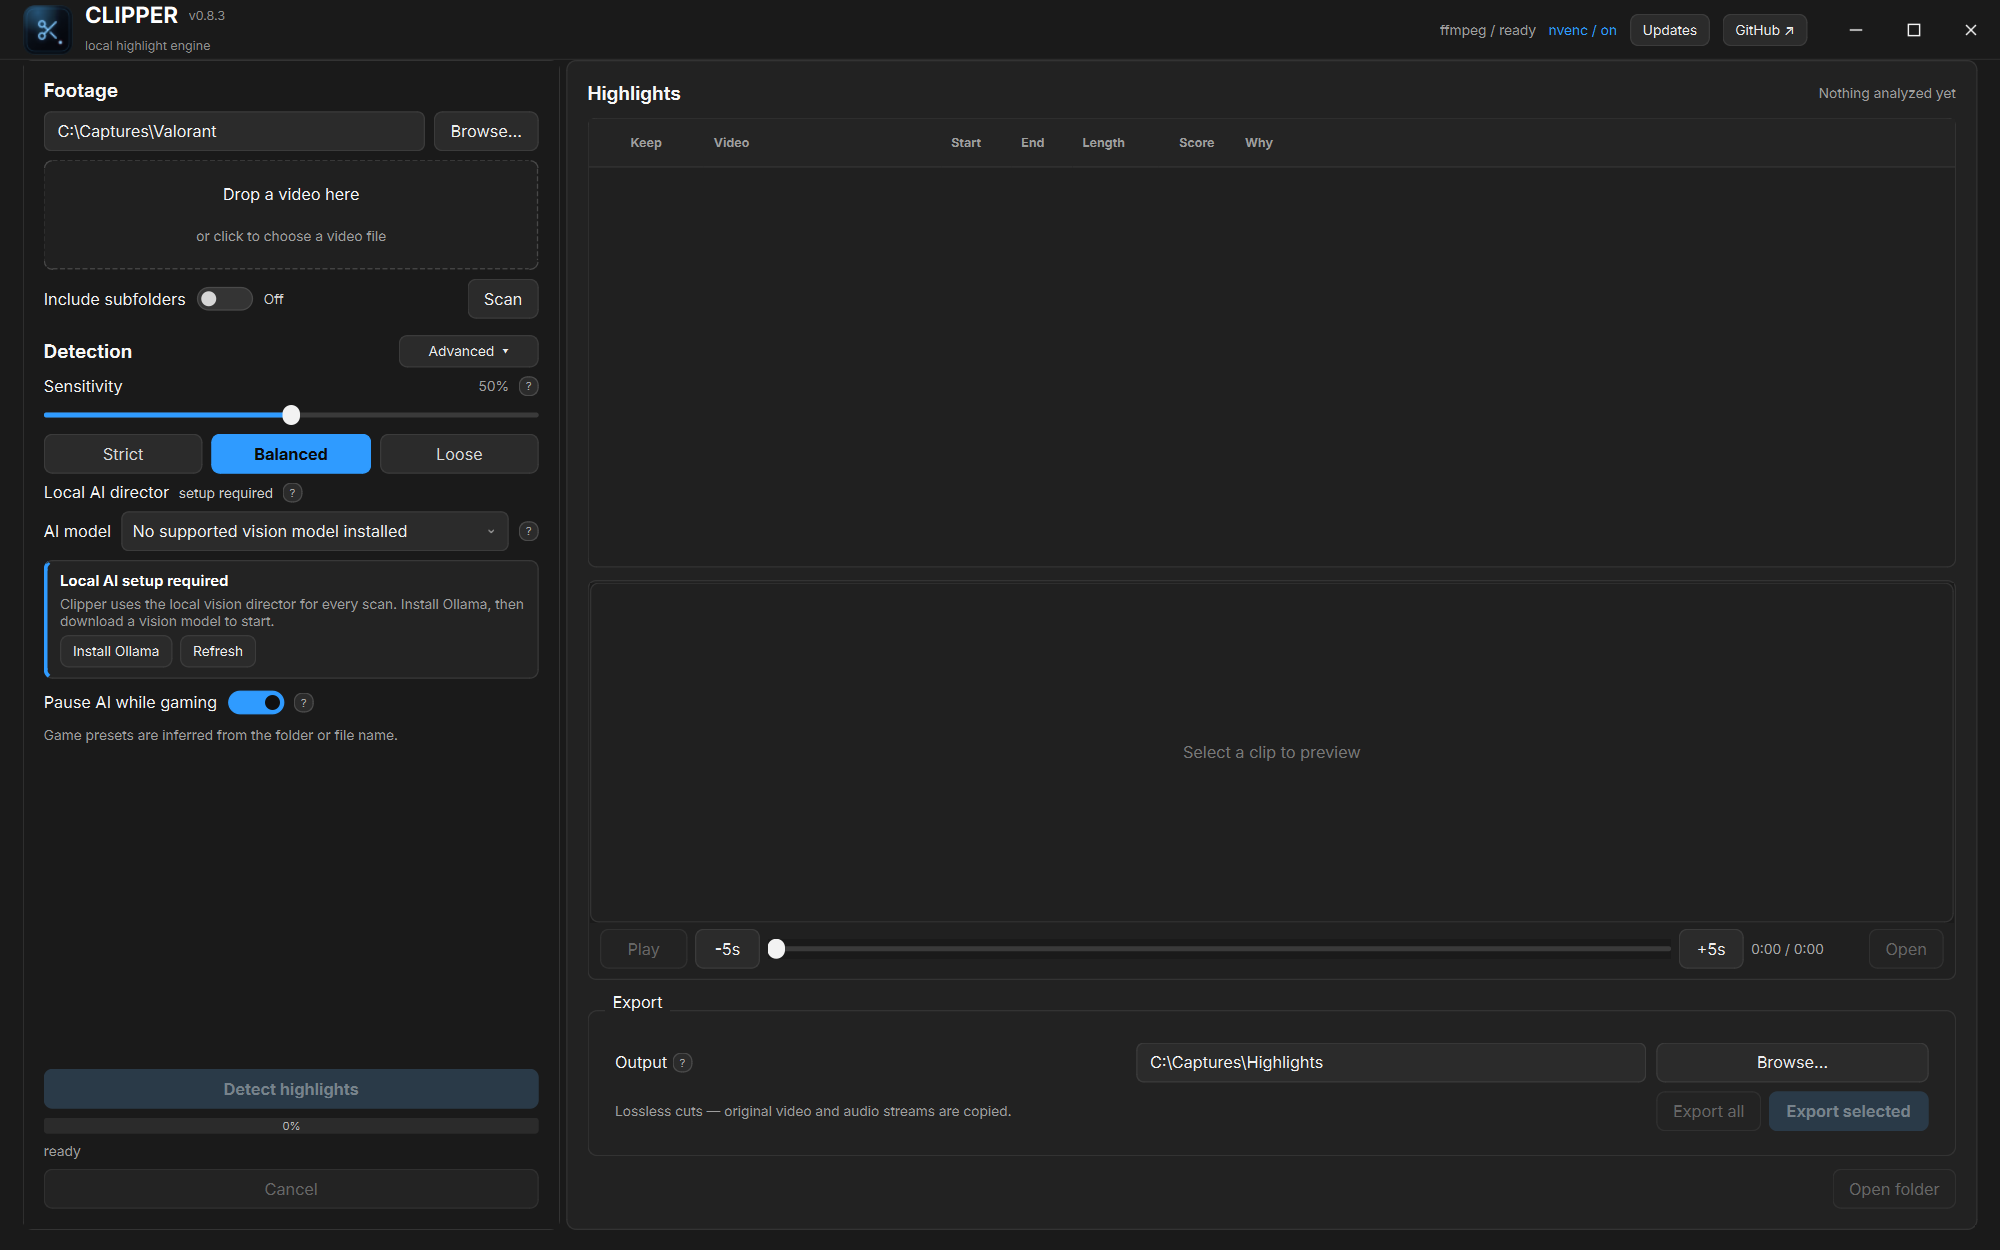 CLIPPER v0.8.3
local highlight engine
ffmpeg / ready nvenc / on Updates GitHub ↗
Footage
C:\Captures\Valorant Browse...
Drop a video here
or click to choose a video file
Include subfolders Off Scan
Detection Advanced ▾
Sensitivity 50% ?
Strict Balanced Loose
Local AI director setup required ?
AI model No supported vision model installed ?
Local AI setup required
Clipper uses the local vision director for every scan. Install Ollama, then
download a vision model to start.
Install Ollama Refresh
Pause AI while gaming ?
Game presets are inferred from the folder or file name.
Detect highlights
0%
ready
Cancel
Highlights Nothing analyzed yet
Keep Video Start End Length Score Why
Select a clip to preview
Play -5s +5s 0:00 / 0:00 Open
Export
Output ? C:\Captures\Highlights Browse...
Lossless cuts — original video and audio streams are copied. Export all Export selected
Open folder